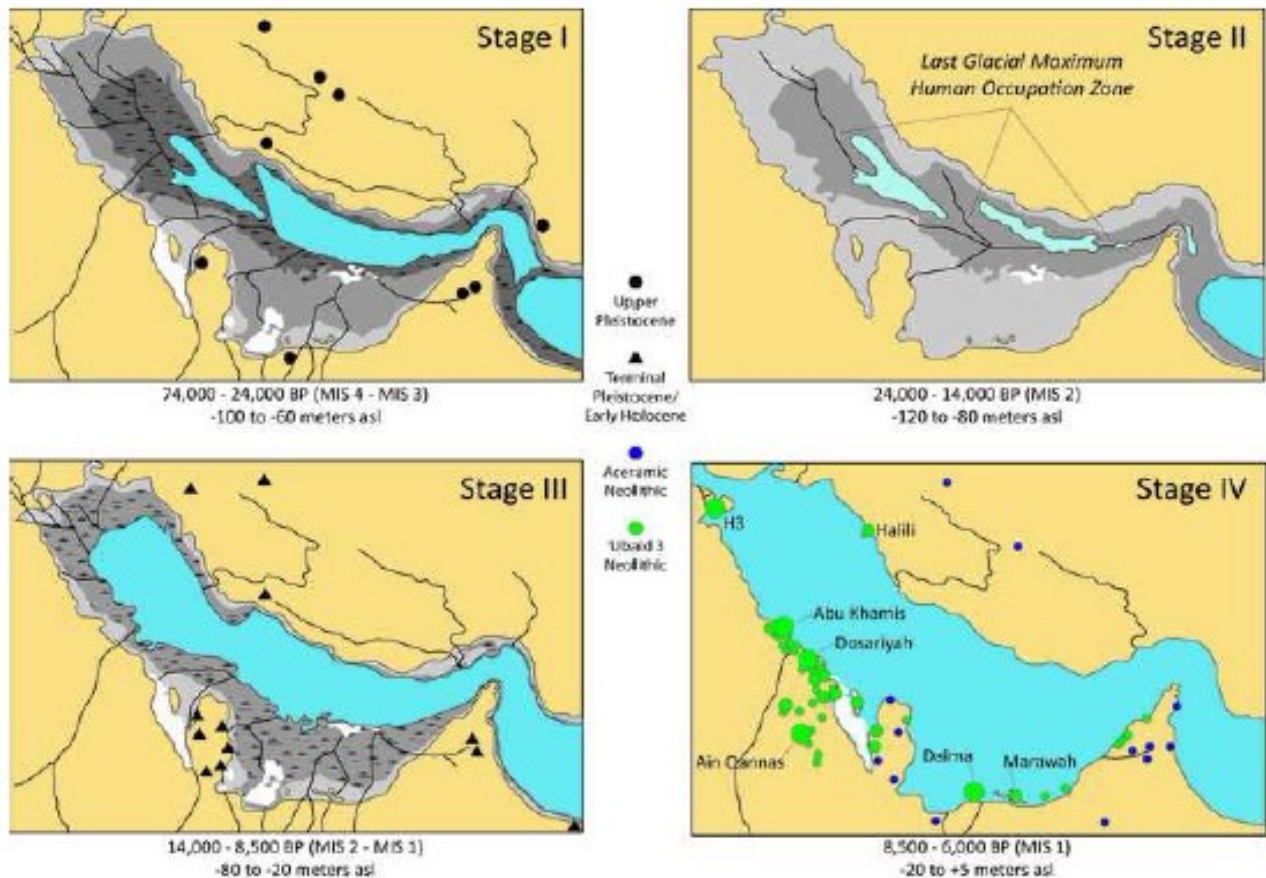 Stage I
74,000 - 24,000 BP (MIS 4 - MIS 3)
-100 to -60 meters asl
Stage II
Last Glacial Maximum
Human Occupation Zone
24,000 - 14,000 BP (MIS 2)
-120 to -80 meters asl
Upper
Pleistocene
Terminal
Pleistocene/
Early Holocene
Aceramic
Neolithic
'Ubaid 3
Neolithic
Stage III
14,000 - 8,500 BP (MIS 2 - MIS 1)
-80 to -20 meters asl
Stage IV
H3
Halili
Abu Khamis
Dosariyah
Ain Qannas
Dalma
Marawah
8,500 - 6,000 BP (MIS 1)
-20 to +5 meters asl